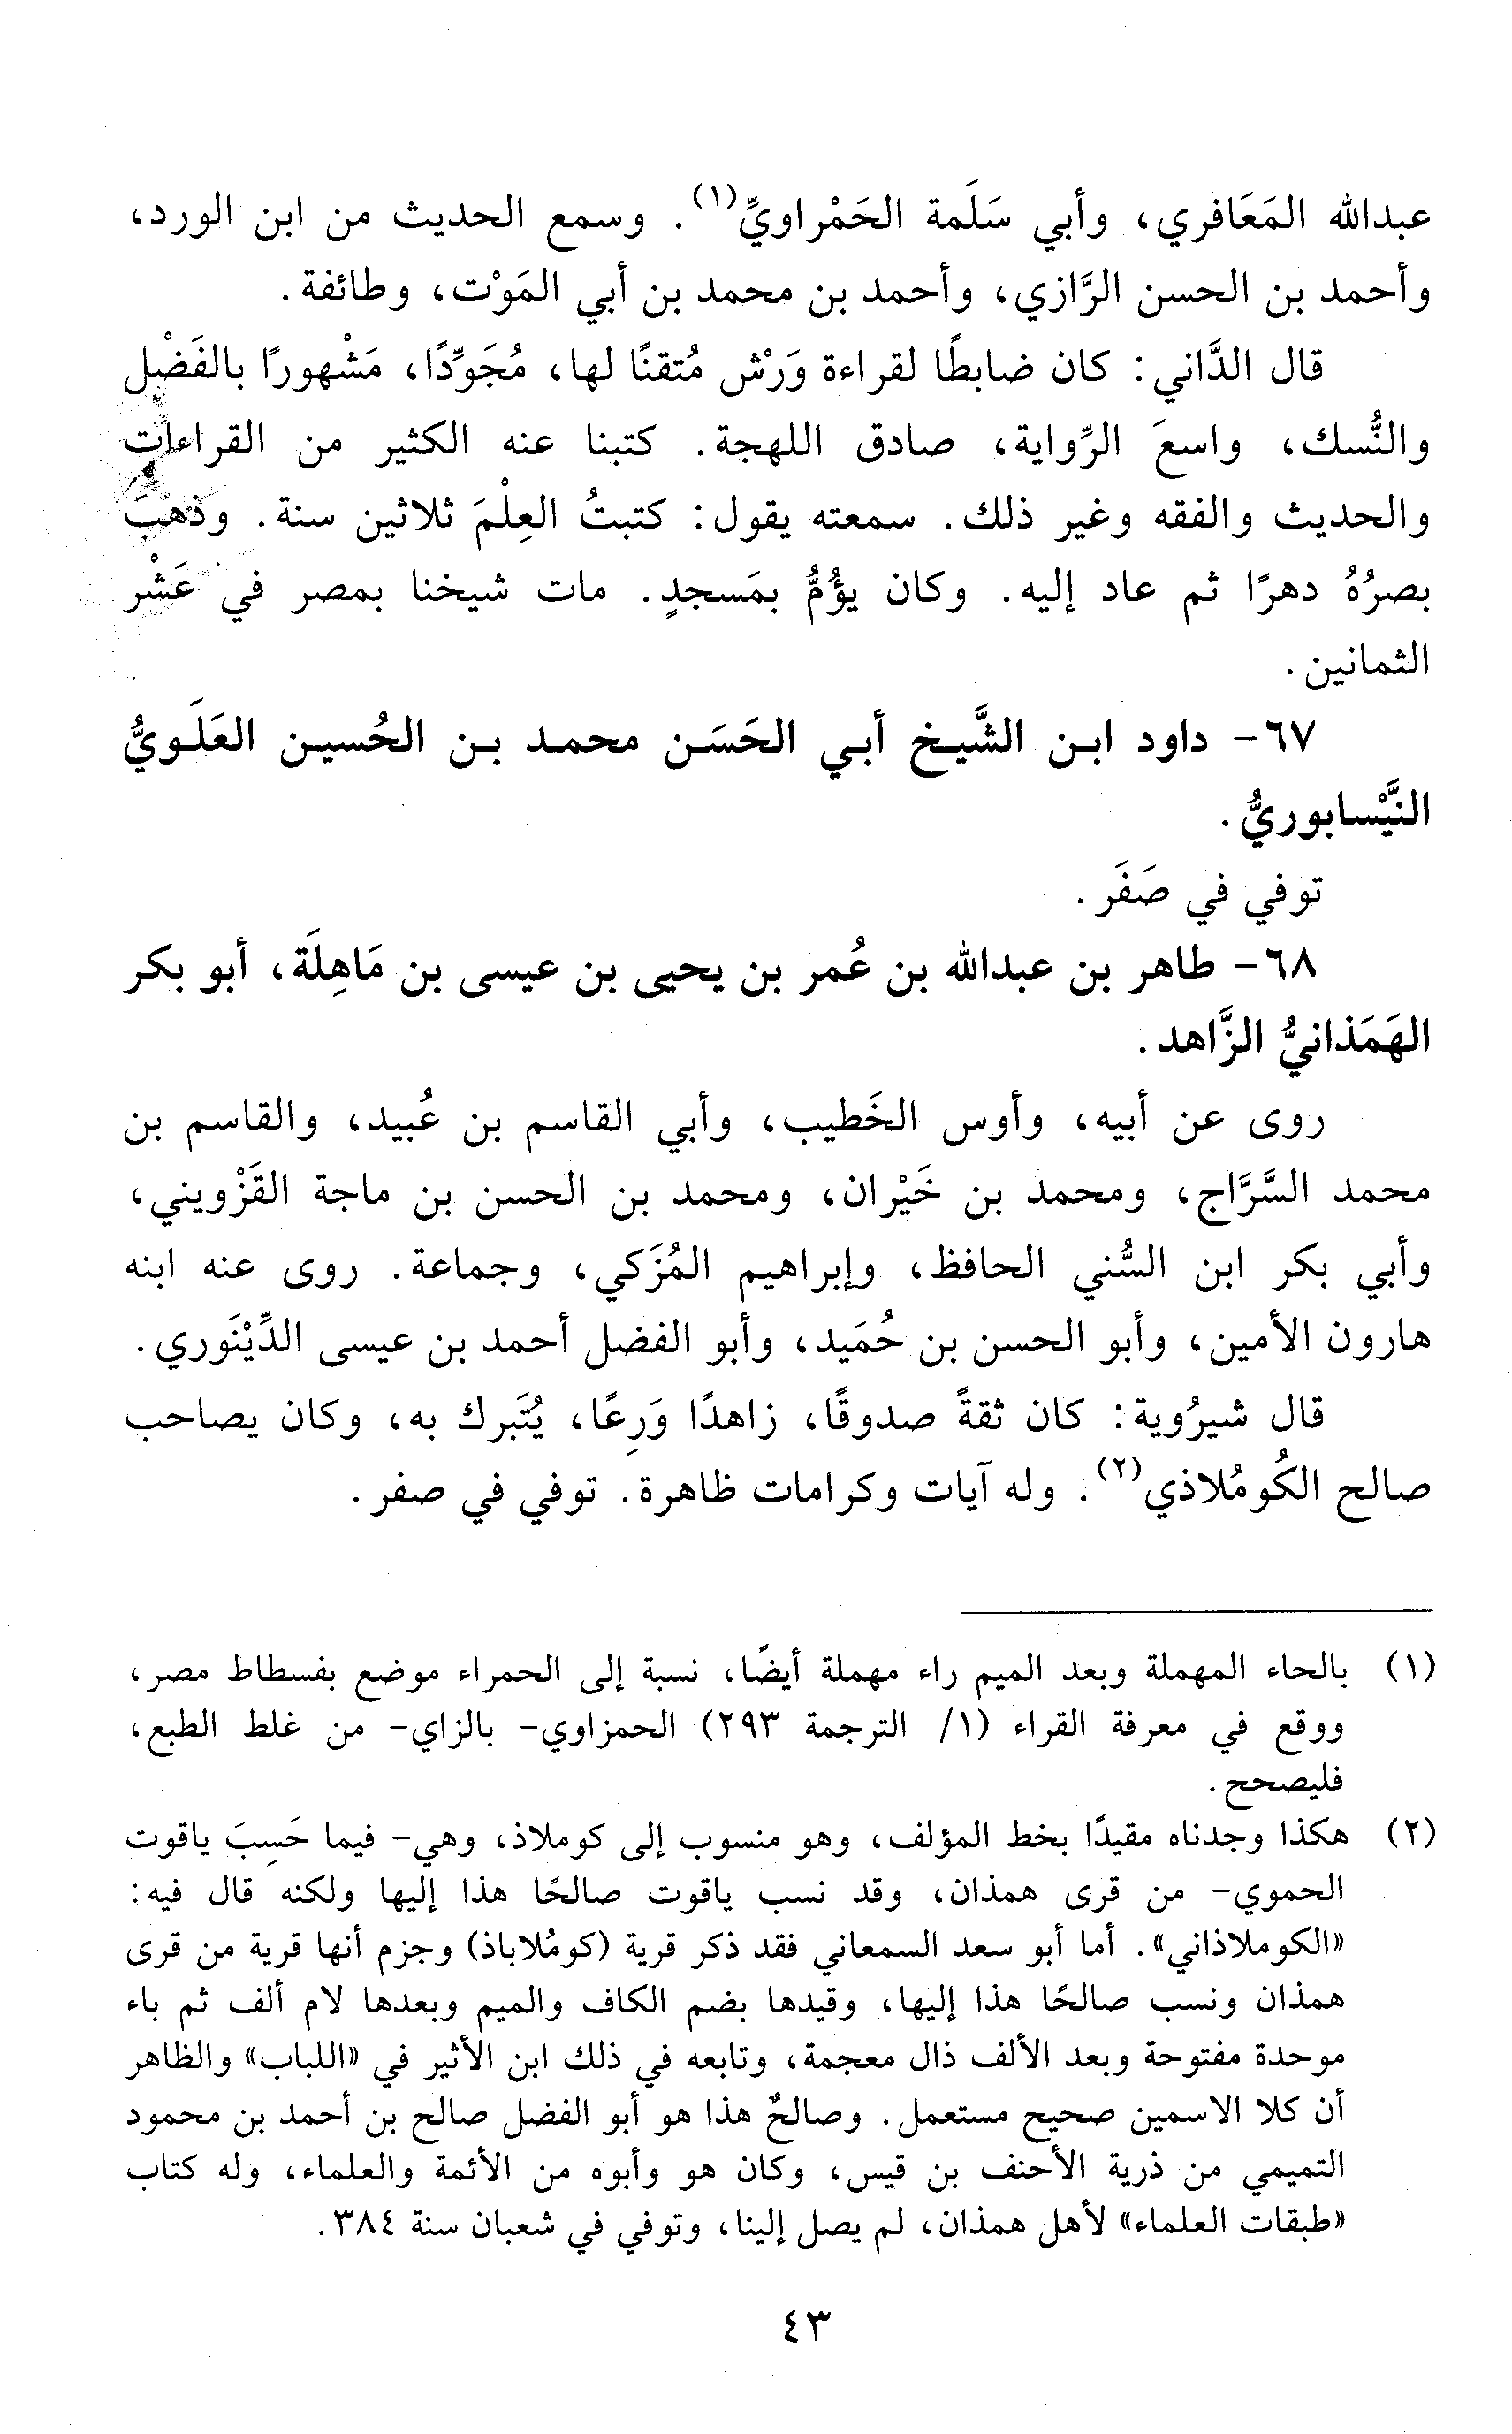 عبدالله المَعَافري، وأبي سَلَمة الحَمْراويِّ(١). وسمع الحديث من ابن الورد،
وأحمد بن الحسن الرَّازي، وأحمد بن محمد بن أبي المَوْت، وطائفة.
قال الدَّاني: كان ضابطًا لقراءة وَرْش مُتقنًا لها، مُجَوِّدًا، مَشْهورًا بالفَضْل
والنُّسك، واسعَ الرِّواية، صادق اللهجة. كتبنا عنه الكثير من القراءات
والحديث والفقه وغير ذلك. سمعته يقول: كتبتُ العِلْمَ ثلاثين سنة. وذهبَ
بصرُهُ دهرًا ثم عاد إليه. وكان يؤُمُّ بمَسجدٍ. مات شيخنا بمصر في عَشْر
الثمانين.
٦٧- داود ابن الشَّيخ أبي الحَسَن محمد بن الحُسين العَلَويُّ
النَّيْسابوريُّ.
توفي في صَفَر.
٦٨- طاهر بن عبدالله بن عُمر بن يحيى بن عيسى بن مَاهِلَة، أبو بكر
الهَمَذانيُّ الزَّاهد.
روى عن أبيه، وأوس الخَطيب، وأبي القاسم بن عُبيد، والقاسم بن
محمد السَّرَّاج، ومحمد بن خَيْران، ومحمد بن الحسن بن ماجة القَزْويني،
وأبي بكر ابن السُّني الحافظ، وإبراهيم المُزَكي، وجماعة. روى عنه ابنه
هارون الأمين، وأبو الحسن بن حُمَيد، وأبو الفضل أحمد بن عيسى الدِّيْنَوري.
قال شيرُوية: كان ثقةً صدوقًا، زاهدًا وَرِعًا، يُتَبرك به، وكان يصاحب
صالح الكُومُلاذي(٢). وله آيات وكرامات ظاهرة. توفي في صفر.
(١) بالحاء المهملة وبعد الميم راء مهملة أيضًا، نسبة إلى الحمراء موضع بفسطاط مصر،
ووقع في معرفة القراء (١/ الترجمة ٢٩٣) الحمزاوي- بالزاي- من غلط الطبع،
فليصحح.
(٢) هكذا وجدناه مقيدًا بخط المؤلف، وهو منسوب إلى كوملاذ، وهي- فيما حَسِبَ ياقوت
الحموي- من قرى همذان، وقد نسب ياقوت صالحًا هذا إليها ولكنه قال فيه:
«الكوملاذاني». أما أبو سعد السمعاني فقد ذكر قرية (كومُلاباذ) وجزم أنها قرية من قرى
همذان ونسب صالحًا هذا إليها، وقيدها بضم الكاف والميم وبعدها لام ألف ثم باء
موحدة مفتوحة وبعد الألف ذال معجمة، وتابعه في ذلك ابن الأثير في «اللباب» والظاهر
أن كلا الاسمين صحيح مستعمل. وصالحٌ هذا هو أبو الفضل صالح بن أحمد بن محمود
التميمي من ذرية الأحنف بن قيس، وكان هو وأبوه من الأئمة والعلماء، وله كتاب
«طبقات العلماء» لأهل همذان، لم يصل إلينا، وتوفي في شعبان سنة ٣٨٤.
٤٣